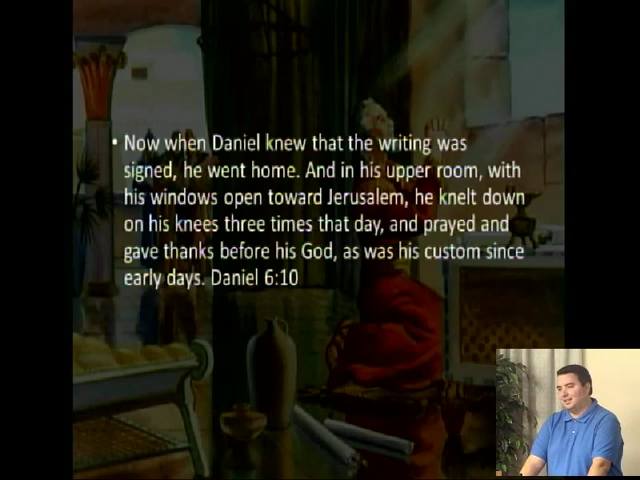 • Now when Daniel knew that the writing was
signed, he went home. And in his upper room, with
his windows open toward Jerusalem, he knelt down
on his knees three times that day, and prayed and
gave thanks before his God, as was his custom since
early days. Daniel 6:10